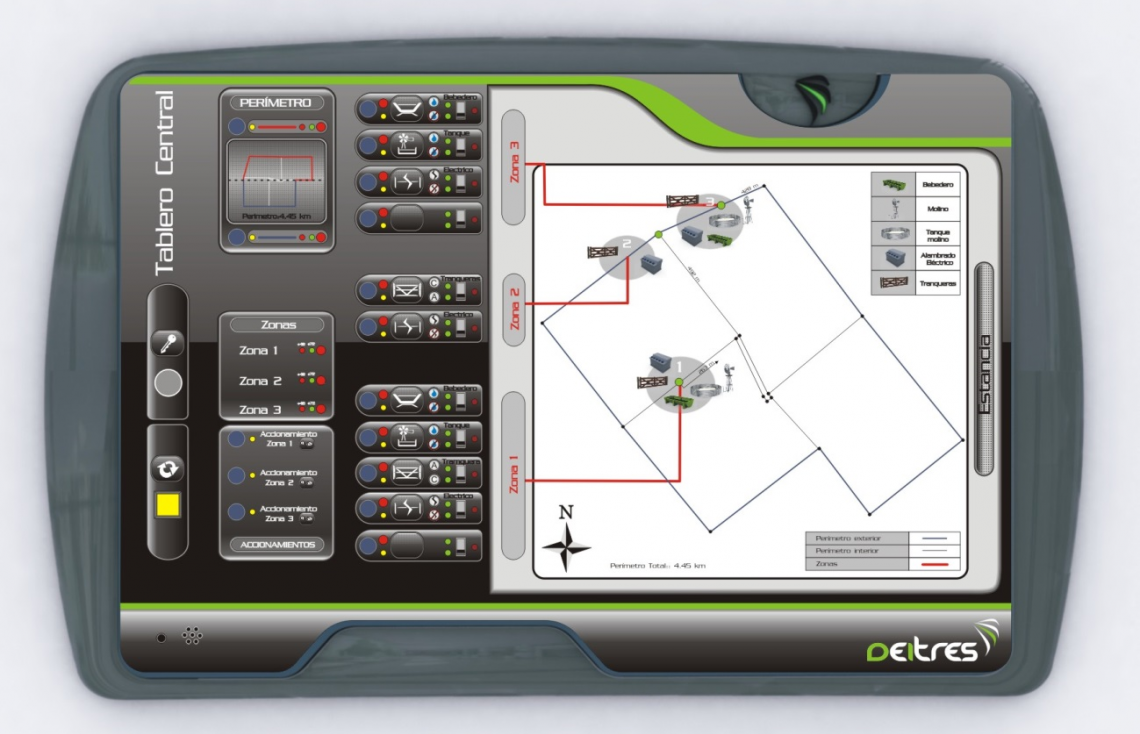 Tablero Central
PERÍMETRO
Perimetro:4.45 km
Zonas
Zona 1
Zona 2
Zona 3
Accionamiento
Zona 1
Accionamiento
Zona 2
Accionamiento
Zona 3
ACCIONAMIENTOS
Bebedero
Tanque
Electrico
Tranqueras
C
A
Electrico
Bebedero
Tanque
Tranquera
A
C
Electrico
Zona 3
Zona 2
Zona 1
3
2
1
N
Perimetro Total.: 4.45 km
Bebedero
Molino
Tanque
molino
Alambrado
Eléctrico
Tranqueras
Perimetro exterior
Perimetro interior
Zonas
Estancia
DEITRES